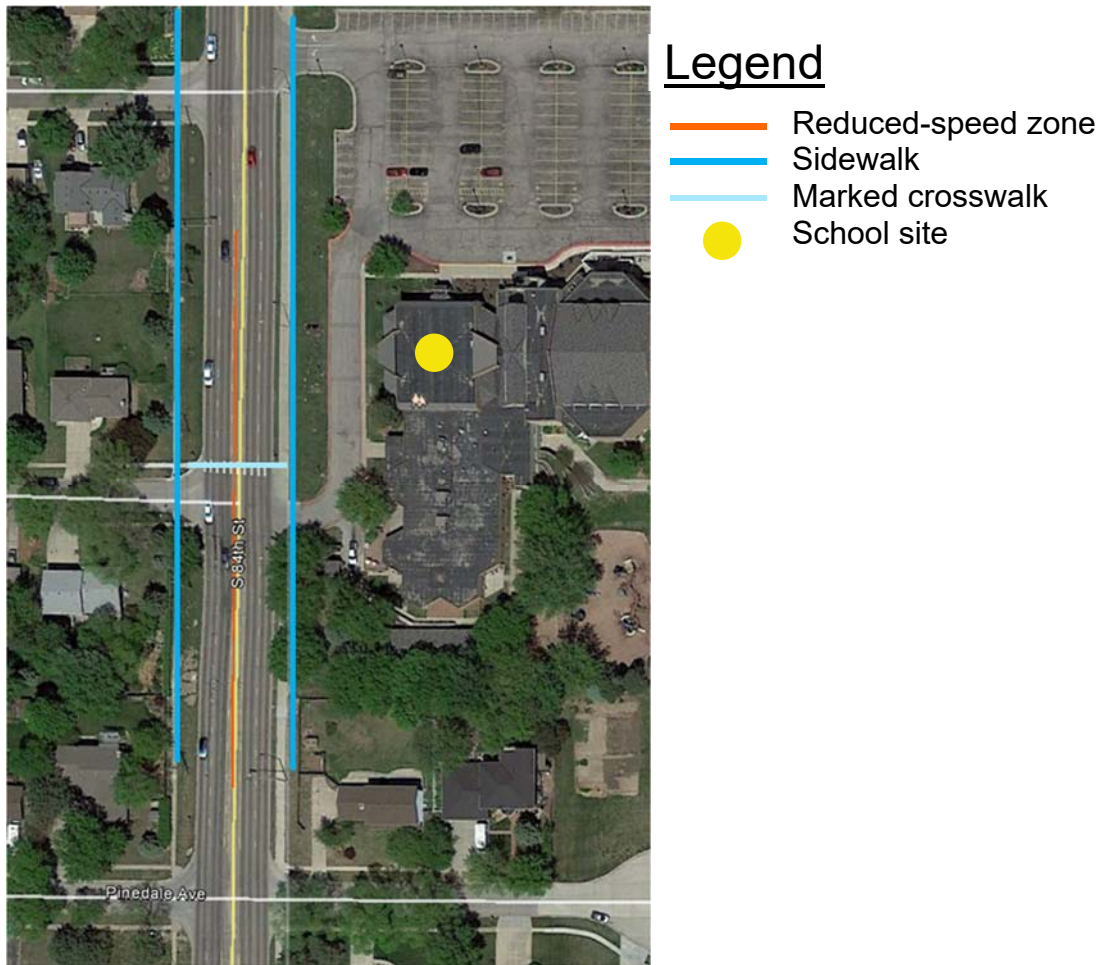 Legend
Reduced-speed zone
Sidewalk
Marked crosswalk
School site
S 84th St
Pinedale Ave